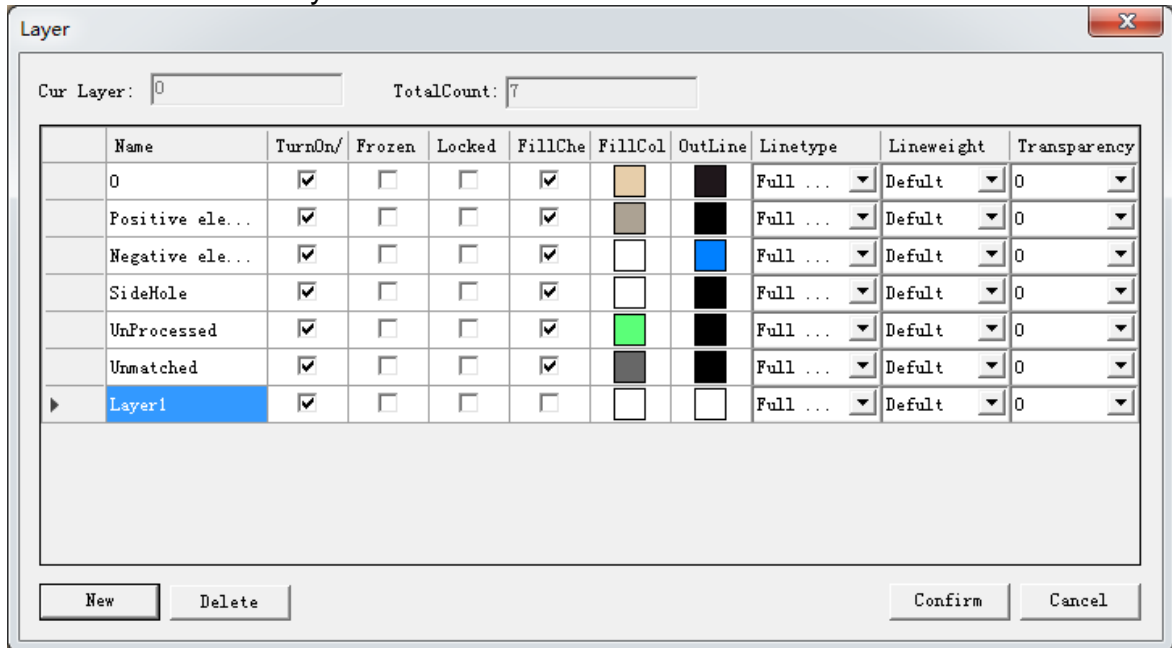 Layer
Cur Layer: 0 TotalCount: 7
Name TurnOn/ Frozen Locked FillChe FillCol OutLine Linetype Lineweight Transparency
0 Full ... Defult 0
Positive ele... Full ... Defult 0
Negative ele... Full ... Defult 0
SideHole Full ... Defult 0
UnProcessed Full ... Defult 0
Unmatched Full ... Defult 0
Layer1 Full ... Defult 0
New Delete Confirm Cancel